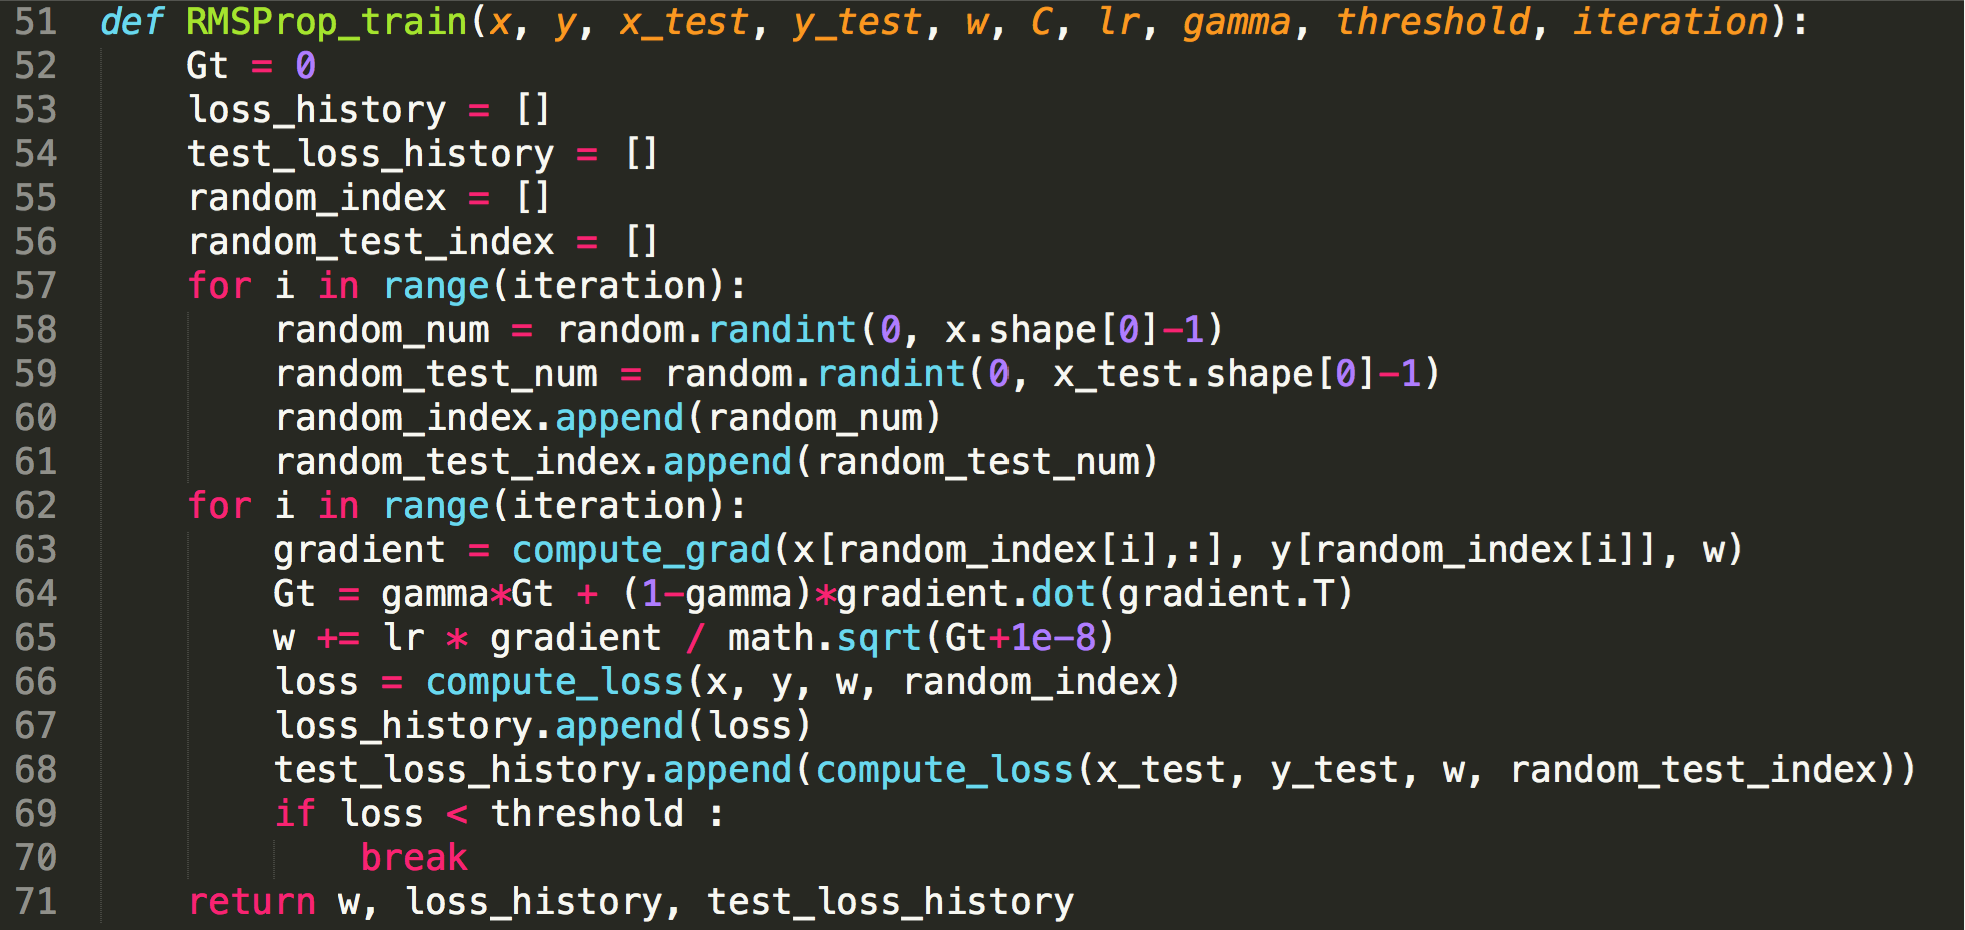 51 def RMSProp_train(x, y, x_test, y_test, w, C, lr, gamma, threshold, iteration):
52     Gt = 0
53     loss_history = []
54     test_loss_history = []
55     random_index = []
56     random_test_index = []
57     for i in range(iteration):
58         random_num = random.randint(0, x.shape[0]-1)
59         random_test_num = random.randint(0, x_test.shape[0]-1)
60         random_index.append(random_num)
61         random_test_index.append(random_test_num)
62     for i in range(iteration):
63         gradient = compute_grad(x[random_index[i],:], y[random_index[i]], w)
64         Gt = gamma*Gt + (1-gamma)*gradient.dot(gradient.T)
65         w += lr * gradient / math.sqrt(Gt+1e-8)
66         loss = compute_loss(x, y, w, random_index)
67         loss_history.append(loss)
68         test_loss_history.append(compute_loss(x_test, y_test, w, random_test_index))
69         if loss < threshold :
70             break
71     return w, loss_history, test_loss_history